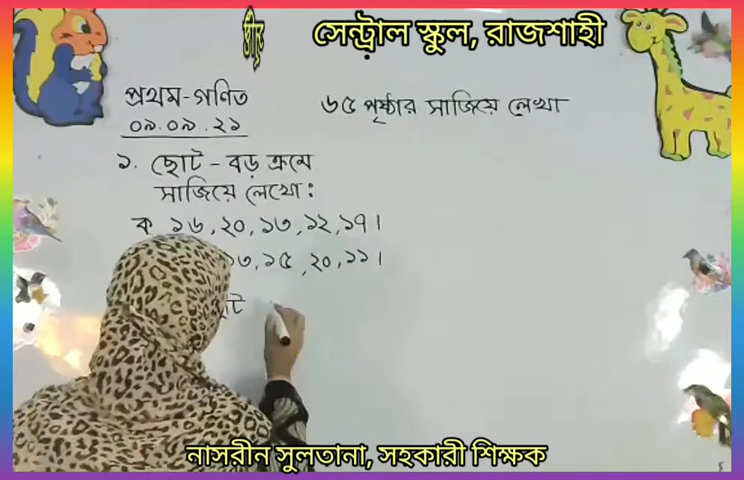 সেন্ট্রাল স্কুল, রাজশাহী
প্রথম-গণিত
৬৫ পৃষ্ঠার সাজিয়ে লেখা
০৯.০৯.২১
১. ছোট-বড় ক্রমে
সাজিয়ে লেখো:
ক ১৬, ২০, ১৩, ১২, ১৭।
১৩, ১৫, ২০, ১১।
নাসরীন সুলতানা, সহকারী শিক্ষক